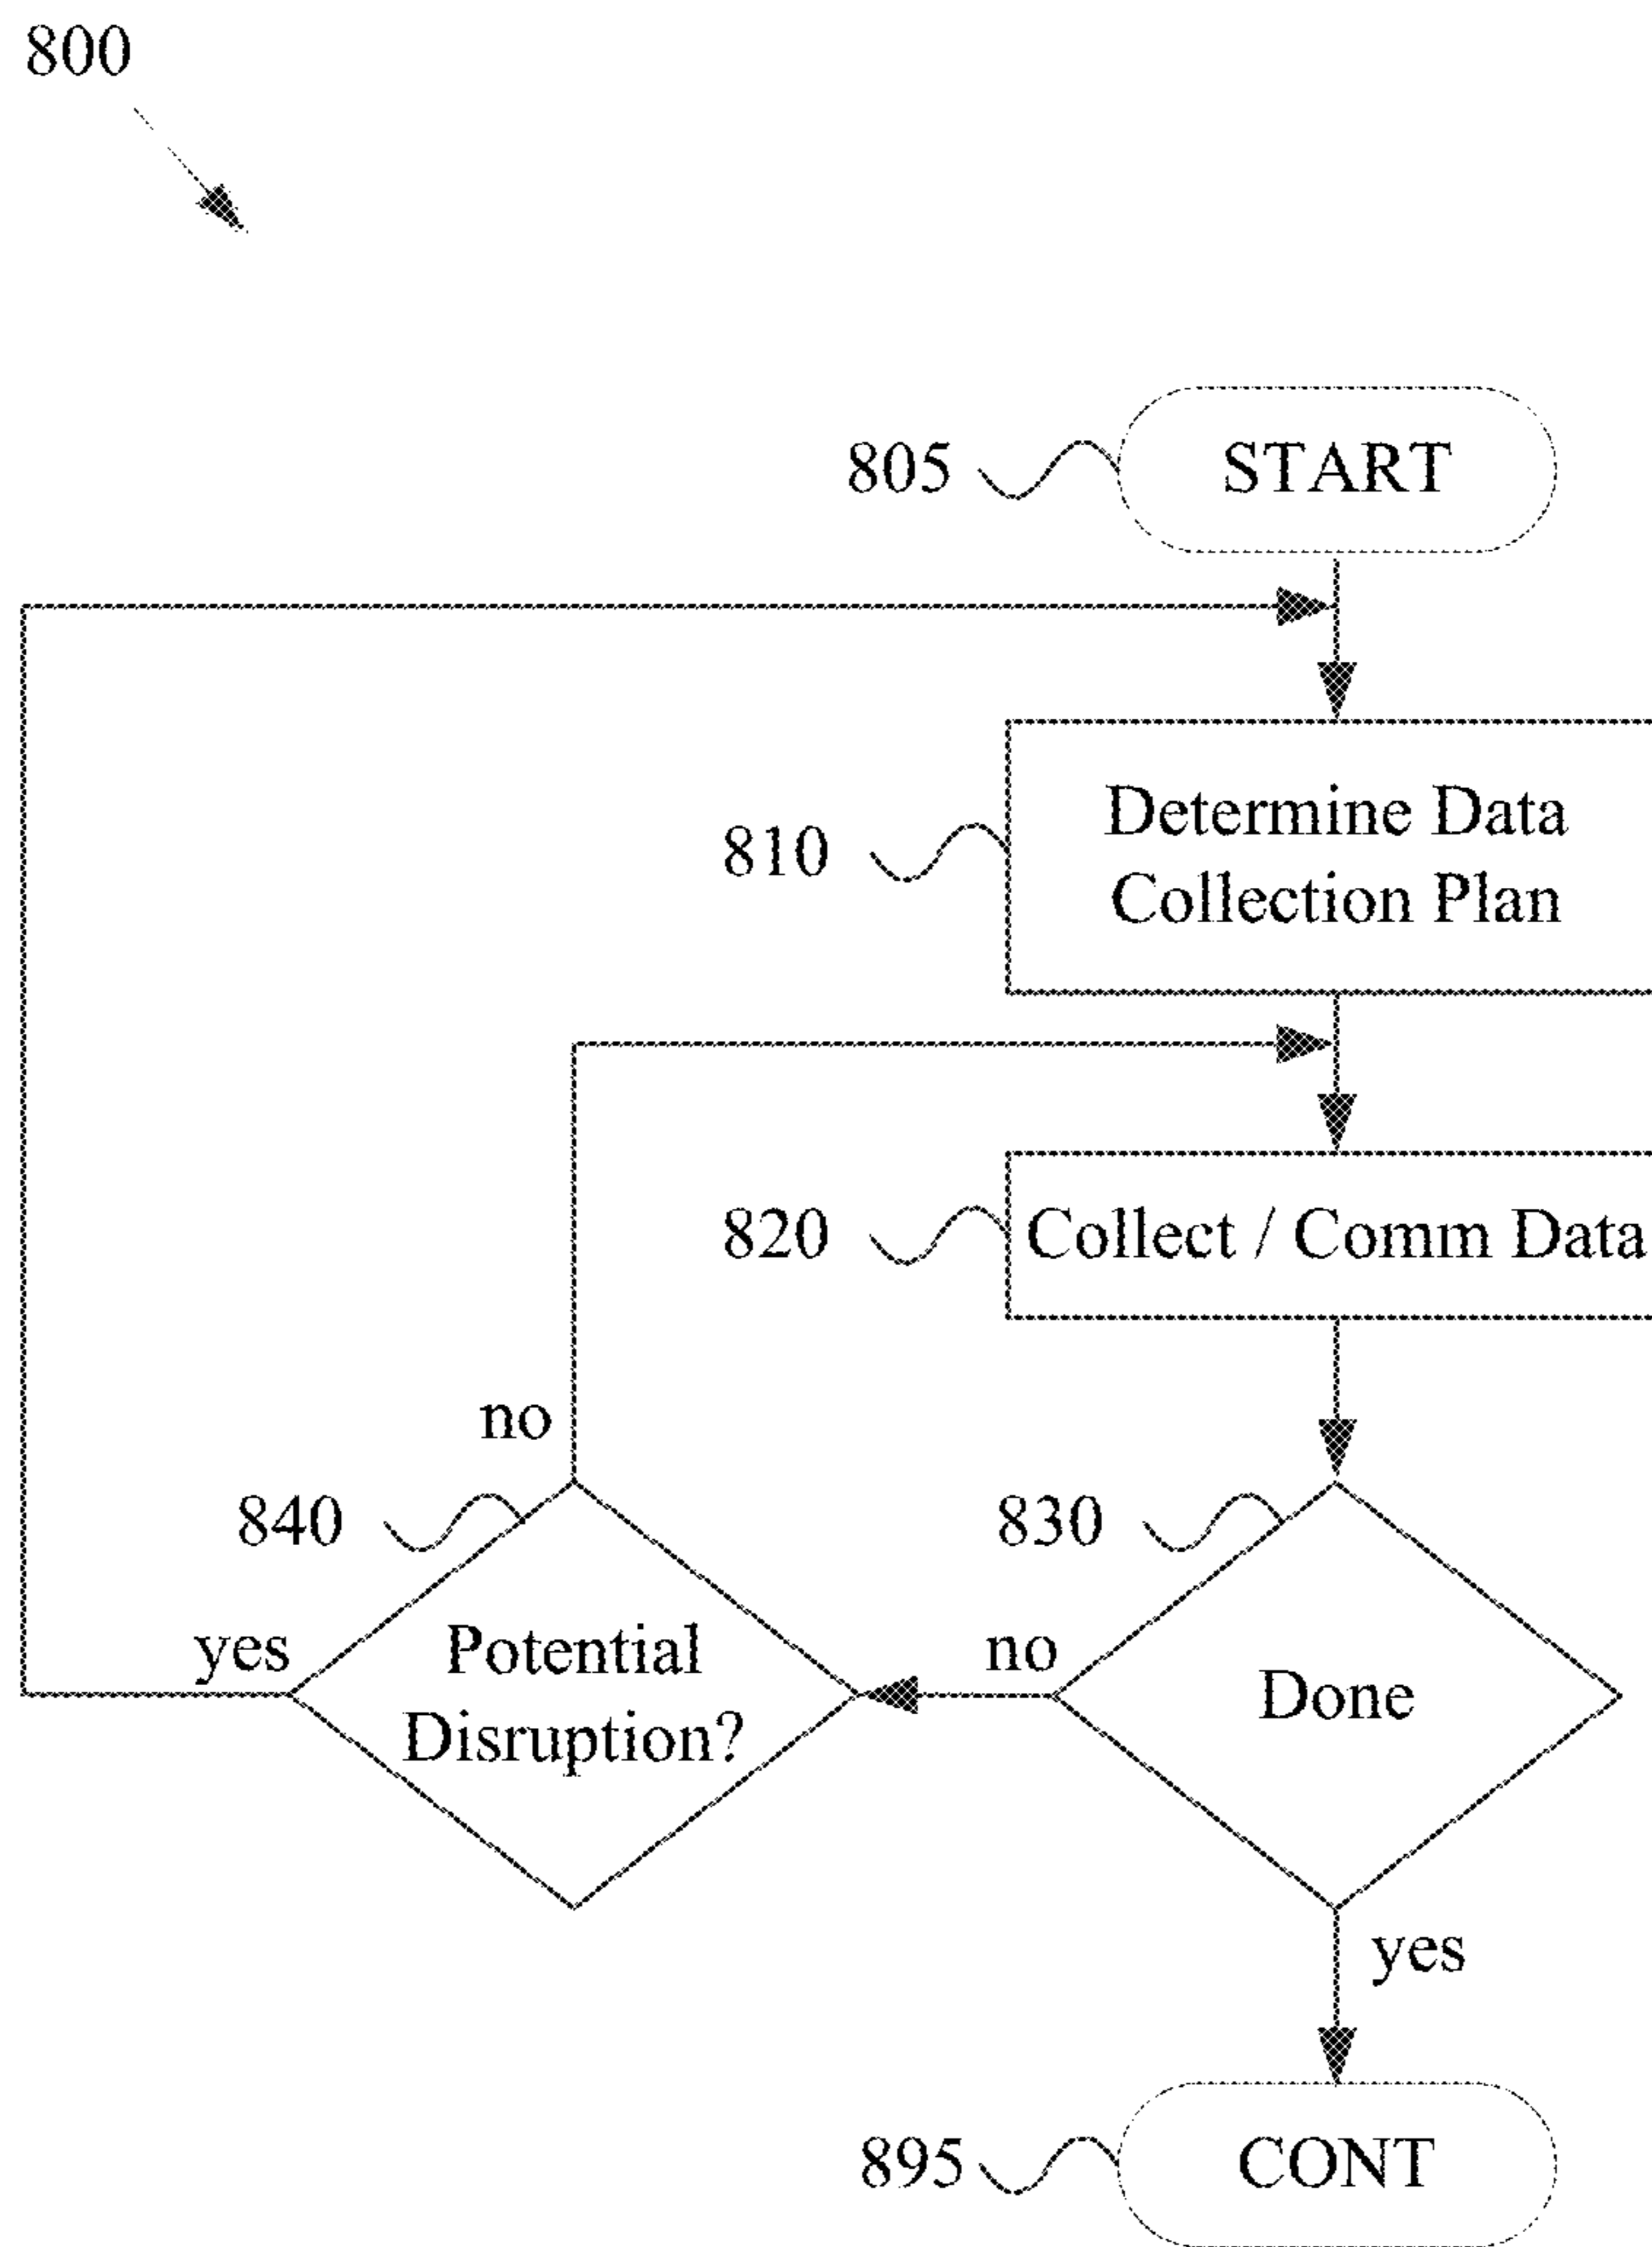 800
805
START
810
Determine Data
Collection Plan
820
Collect / Comm Data
no
840
830
yes
Potential
Disruption?
no
Done
yes
895
CONT